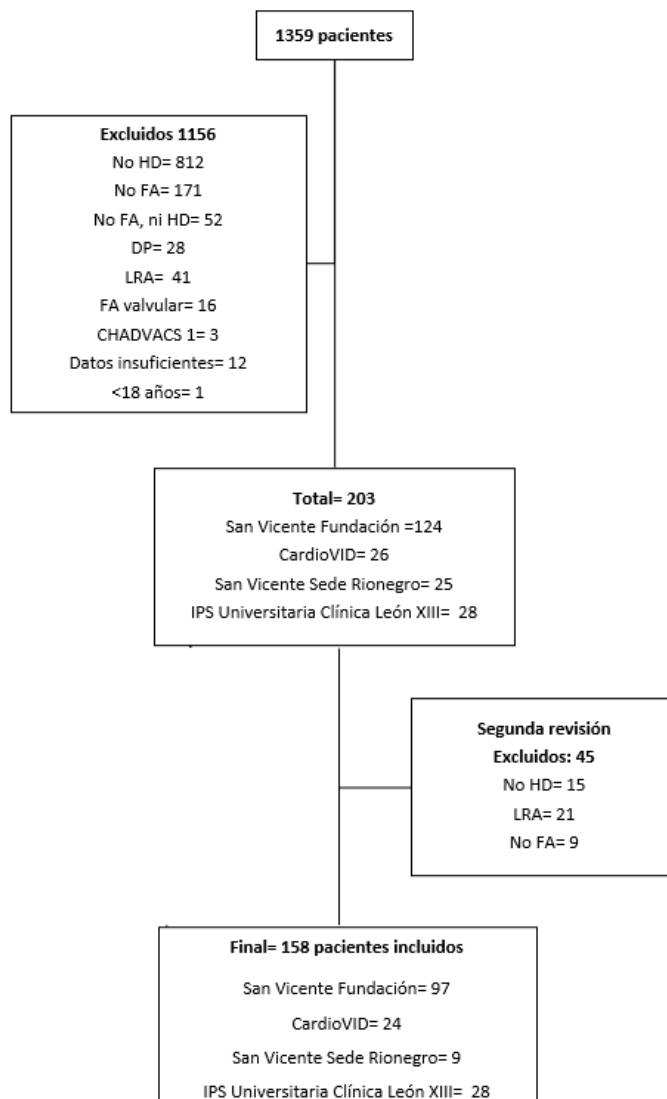 1359 pacientes
Excluidos 1156
No HD= 812
No FA= 171
No FA, ni HD= 52
DP= 28
LRA=  41
FA valvular= 16
CHADVACS 1= 3
Datos insuficientes= 12
<18 años= 1
Total= 203
San Vicente Fundación =124
CardioVID= 26
San Vicente Sede Rionegro= 25
IPS Universitaria Clínica León XIII=  28
Segunda revisión
Excluidos: 45
No HD= 15
LRA= 21
No FA= 9
Final= 158 pacientes incluidos
San Vicente Fundación= 97
CardioVID= 24
San Vicente Sede Rionegro= 9
IPS Universitaria Clínica León XIII=  28